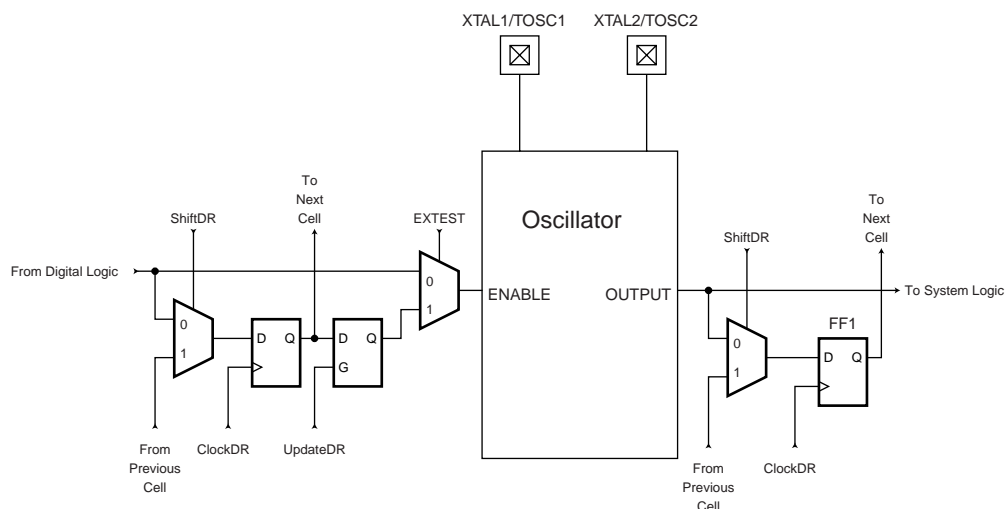 XTAL1/TOSC1
XTAL2/TOSC2
To
Next
Cell
ShiftDR
EXTEST
Oscillator
From Digital Logic
0
1
0
1
D Q
D Q
G
ENABLE
OUTPUT
From
Previous
Cell
ClockDR
UpdateDR
To
Next
Cell
ShiftDR
To System Logic
FF1
0
1
D Q
From
Previous
Cell
ClockDR